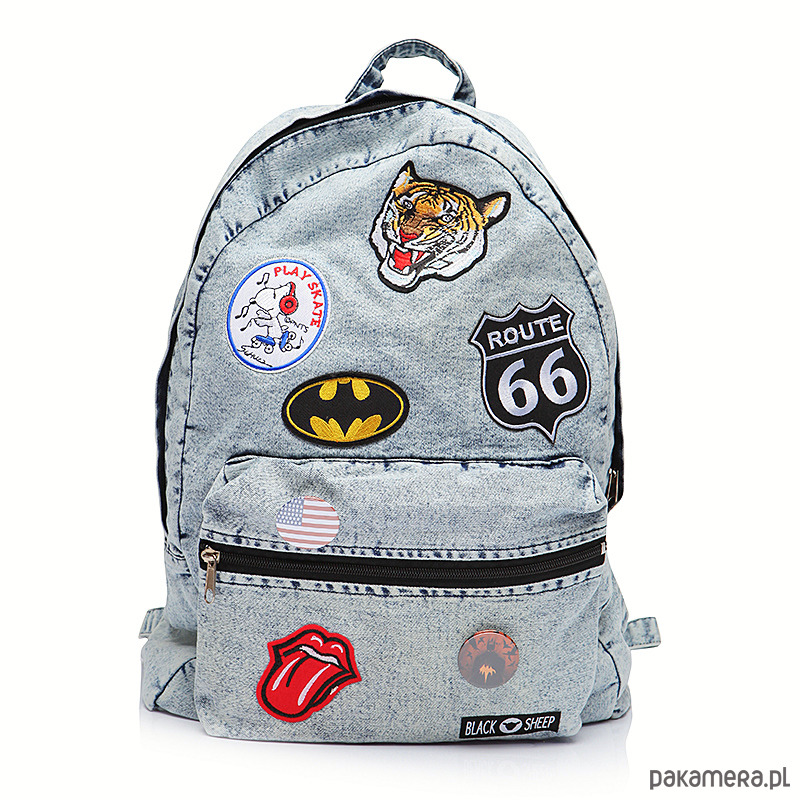 PLAY SKATE
ROUTE
66
BLACK SHEEP
pakamera.pl